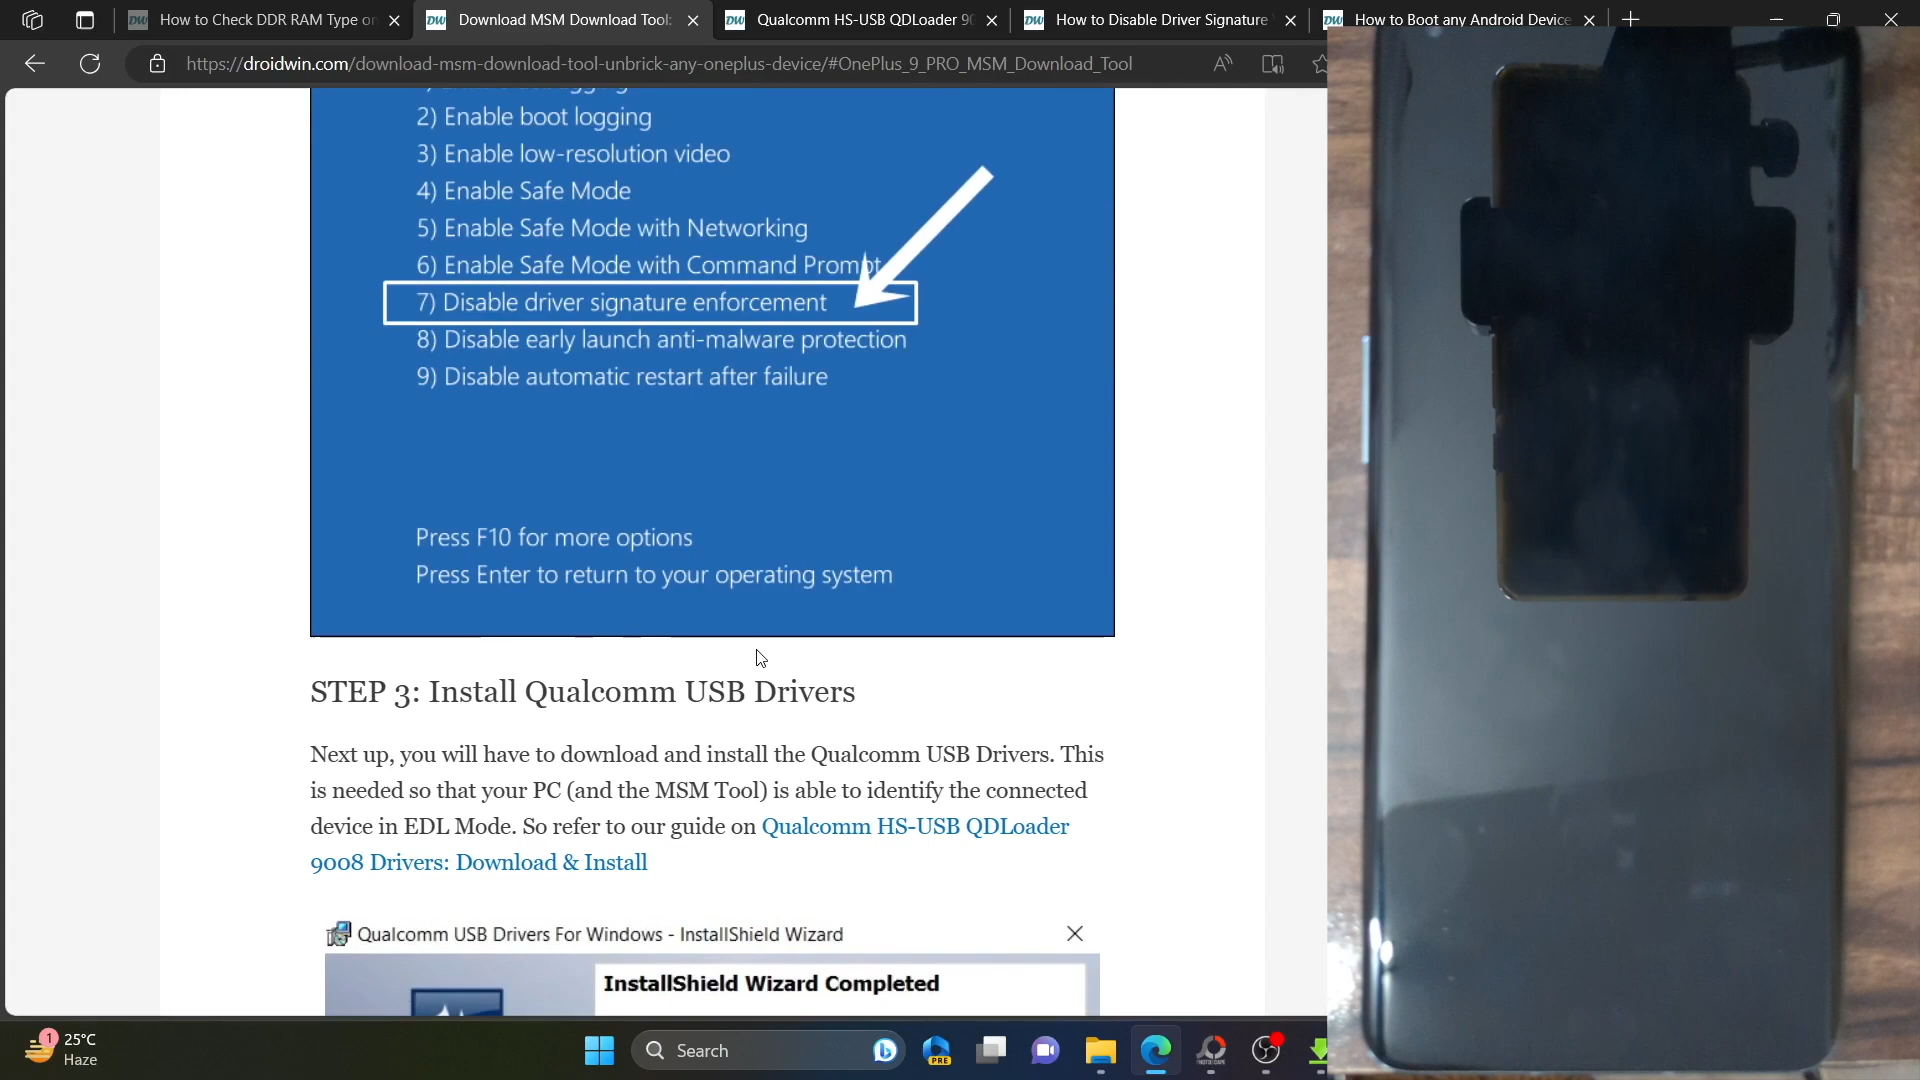 How to Check DDR RAM Type or
Download MSM Download Tool:
Qualcomm HS-USB QDLoader 90
How to Disable Driver Signature
How to Boot any Android Device
https://droidwin.com/download-msm-download-tool-unbrick-any-oneplus-device/#OnePlus_9_PRO_MSM_Download_Tool
2) Enable boot logging
3) Enable low-resolution video
4) Enable Safe Mode
5) Enable Safe Mode with Networking
6) Enable Safe Mode with Command Prompt
7) Disable driver signature enforcement
8) Disable early launch anti-malware protection
9) Disable automatic restart after failure
Press F10 for more options
Press Enter to return to your operating system
STEP 3: Install Qualcomm USB Drivers
Next up, you will have to download and install the Qualcomm USB Drivers. This
is needed so that your PC (and the MSM Tool) is able to identify the connected
device in EDL Mode. So refer to our guide on Qualcomm HS-USB QDLoader
9008 Drivers: Download & Install
Qualcomm USB Drivers For Windows - InstallShield Wizard
InstallShield Wizard Completed
1
25°C
Haze
Search
PRE